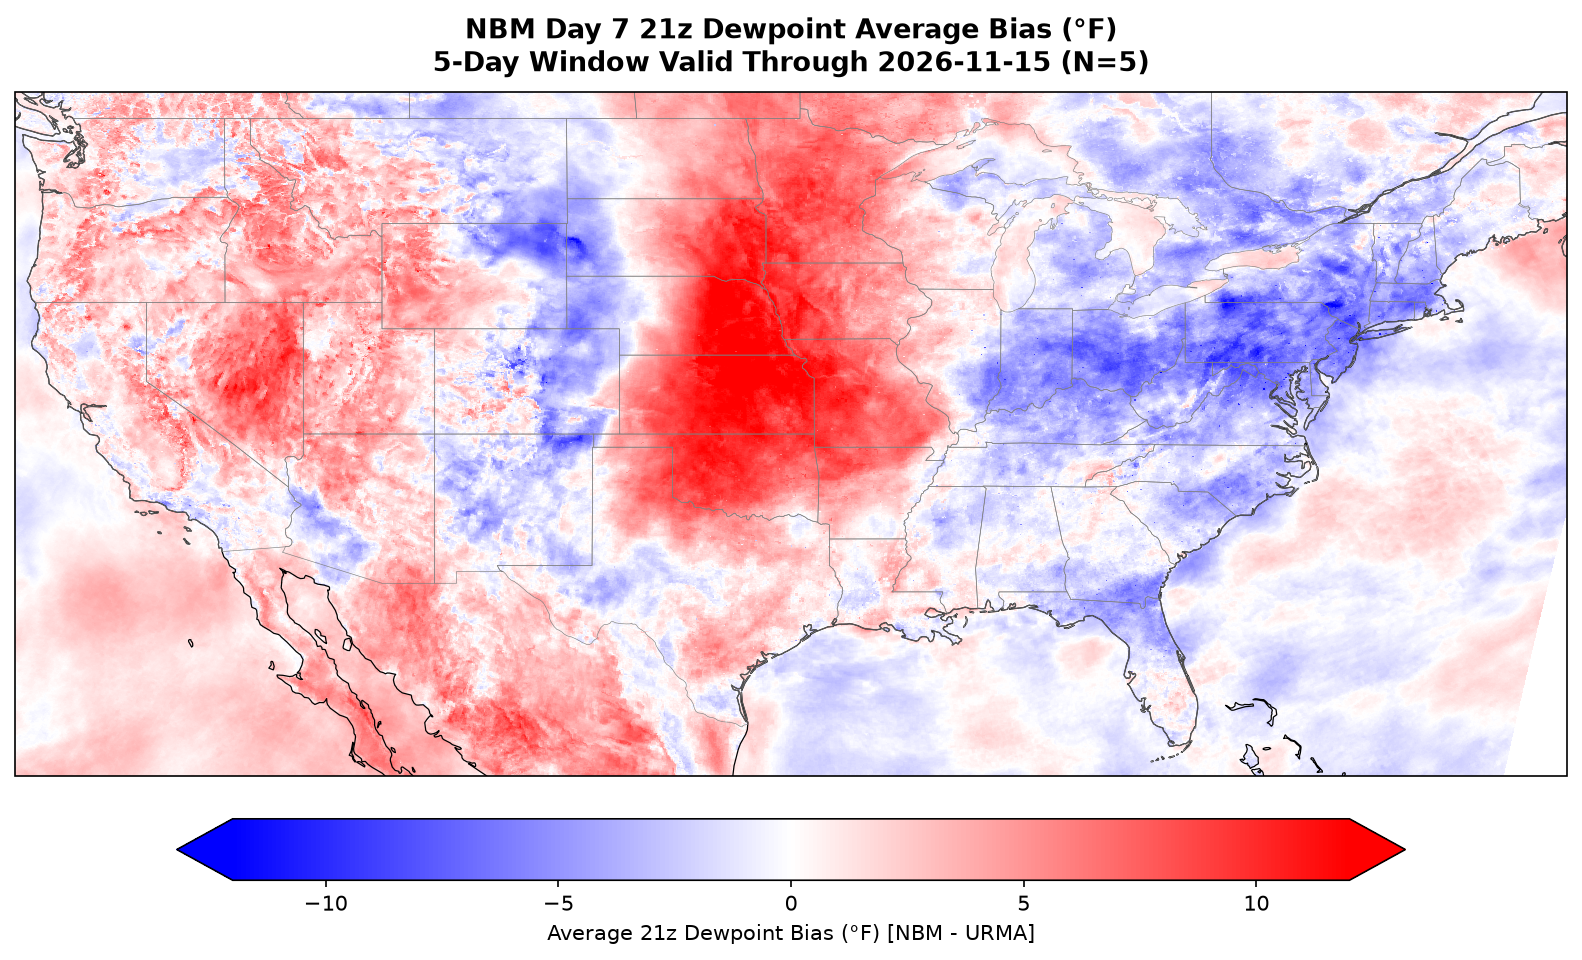 NBM Day 7 21z Dewpoint Average Bias (°F)
5-Day Window Valid Through 2026-11-15 (N=5)
−10
−5
0
5
10
Average 21z Dewpoint Bias (°F) [NBM - URMA]